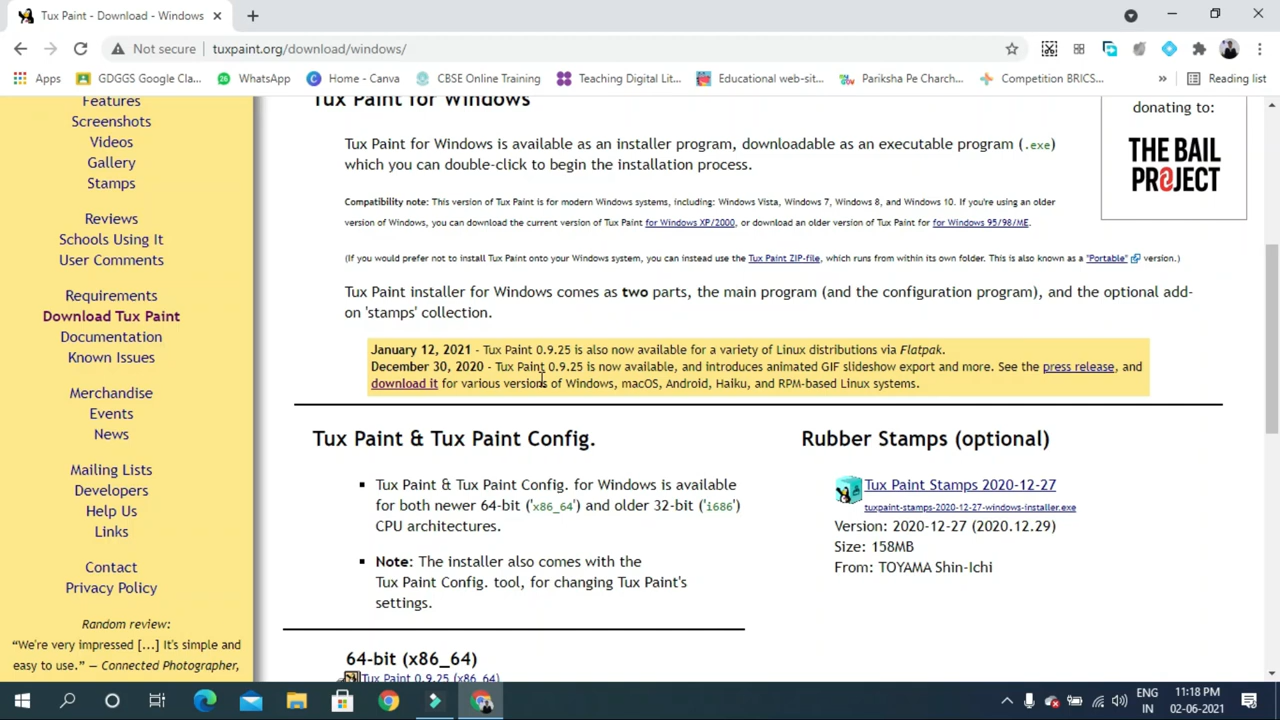 Tux Paint - Download - Windows
Not secure
tuxpaint.org/download/windows/
Apps
GDGGS Google Cla...
WhatsApp
Home - Canva
CBSE Online Training
Teaching Digital Lit...
Educational web-sit...
Pariksha Pe Charch...
Competition BRICS...
»
Reading list
Features
Screenshots
Videos
Gallery
Stamps
Reviews
Schools Using It
User Comments
Requirements
Download Tux Paint
Documentation
Known Issues
Merchandise
Events
News
Mailing Lists
Developers
Help Us
Links
Contact
Privacy Policy
Random review:
“We're very impressed [...] It's simple and
easy to use.” — Connected Photographer,
Tux Paint for Windows
Tux Paint for Windows is available as an installer program, downloadable as an executable program (.exe)
which you can double-click to begin the installation process.
Compatibility note: This version of Tux Paint is for modern Windows systems, including: Windows Vista, Windows 7, Windows 8, and Windows 10. If you're using an older
version of Windows, you can download the current version of Tux Paint for Windows XP/2000, or download an older version of Tux Paint for for Windows 95/98/ME.
(If you would prefer not to install Tux Paint onto your Windows system, you can instead use the Tux Paint ZIP-file, which runs from within its own folder. This is also known as a "Portable" version.)
Tux Paint installer for Windows comes as two parts, the main program (and the configuration program), and the optional add-
on 'stamps' collection.
January 12, 2021 - Tux Paint 0.9.25 is also now available for a variety of Linux distributions via Flatpak.
December 30, 2020 - Tux Paint 0.9.25 is now available, and introduces animated GIF slideshow export and more. See the press release, and
download it for various versions of Windows, macOS, Android, Haiku, and RPM-based Linux systems.
Tux Paint & Tux Paint Config.
Tux Paint & Tux Paint Config. for Windows is available
for both newer 64-bit ('x86_64') and older 32-bit ('i686')
CPU architectures.
Note: The installer also comes with the
Tux Paint Config. tool, for changing Tux Paint's
settings.
64-bit (x86_64)
Tux Paint 0.9.25 (x86_64)
Rubber Stamps (optional)
Tux Paint Stamps 2020-12-27
tuxpaint-stamps-2020-12-27-windows-installer.exe
Version: 2020-12-27 (2020.12.29)
Size: 158MB
From: TOYAMA Shin-Ichi
donating to:
THE BAIL
PROJECT
ENG
IN
11:18 PM
02-06-2021